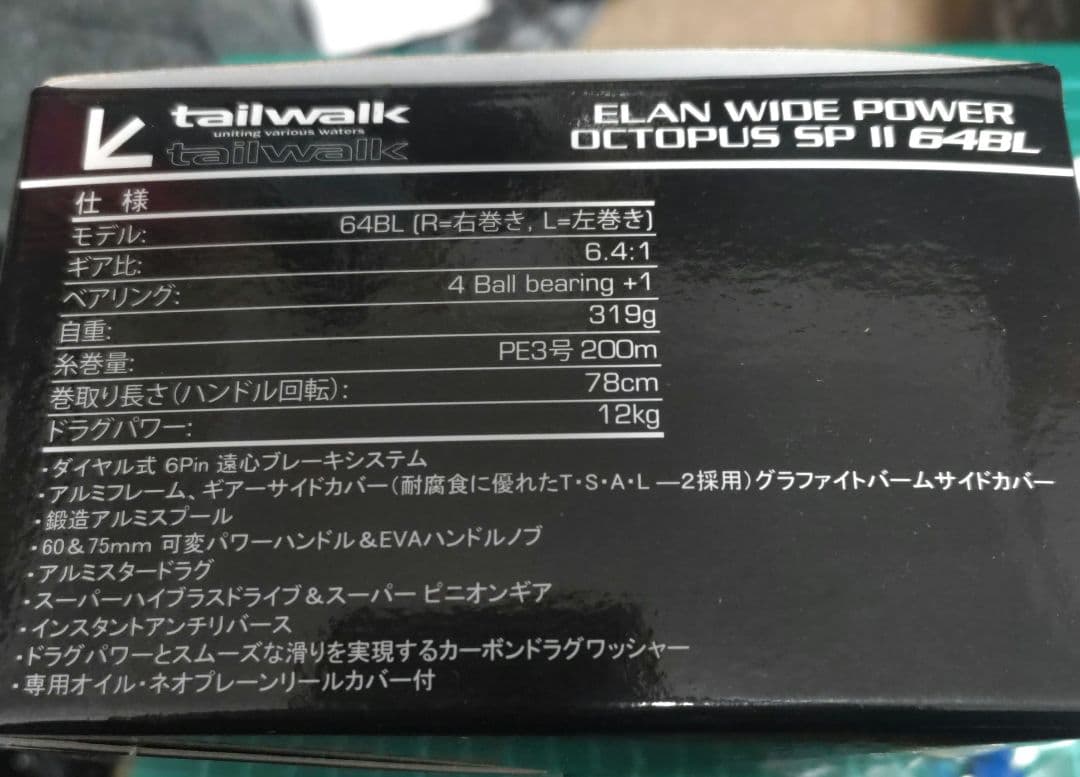 tailwalk
uniting various waters
tailwalk
ELAN WIDE POWER
OCTOPUS SP II 64BL
仕 様
モデル: 64BL (R=右巻き, L=左巻き)
ギア比: 6.4:1
ベアリング: 4 Ball bearing +1
自重: 319g
糸巻量: PE3号 200m
巻取り長さ(ハンドル回転): 78cm
ドラグパワー: 12kg
・ダイヤル式 6Pin 遠心ブレーキシステム
・アルミフレーム、ギアーサイドカバー(耐腐食に優れたT・S・A・L ―2採用)グラファイトバームサイドカバー
・鍛造アルミスプール
・60&75mm 可変パワーハンドル&EVAハンドルノブ
・アルミスタードラグ
・スーパーハイブラスドライブ&スーパー ピニオンギア
・インスタントアンチリバース
・ドラグパワーとスムーズな滑りを実現するカーボンドラグワッシャー
・専用オイル・ネオプレーンリールカバー付